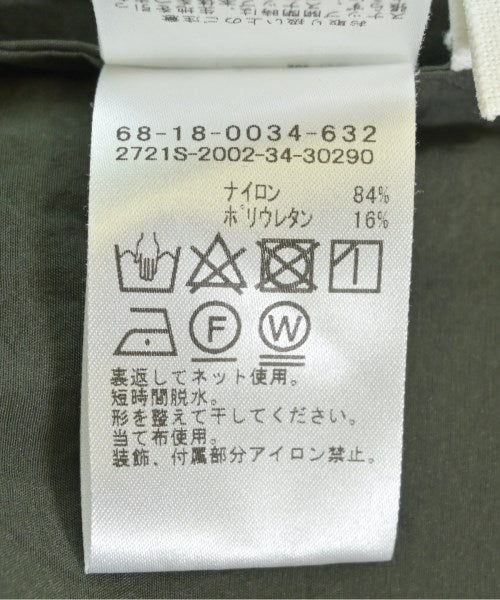 68-18-0034-632
2721S-2002-34-30290
ナイロン 84%
ポリウレタン 16%
F W
裏返してネット使用。
短時間脱水。
形を整えて干してください。
当て布使用。
装飾、付属部分アイロン禁止。